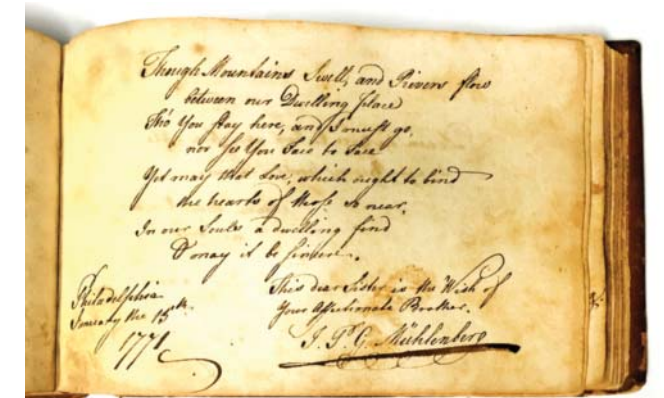 Though Mountains Swell, and Rivers flow
between our Dwelling place
Tho' You stay here, and I must go,
nor see You Face to Face
Yet may that Love, which ought to bind
the hearts of those so near,
In our Souls a dwelling find
& may it be sincere.
This dear Sister is the Wish of
Your Affectionate Brother,
J. P. G. Mühlenberg
Philadelphia
January the 15th
1771